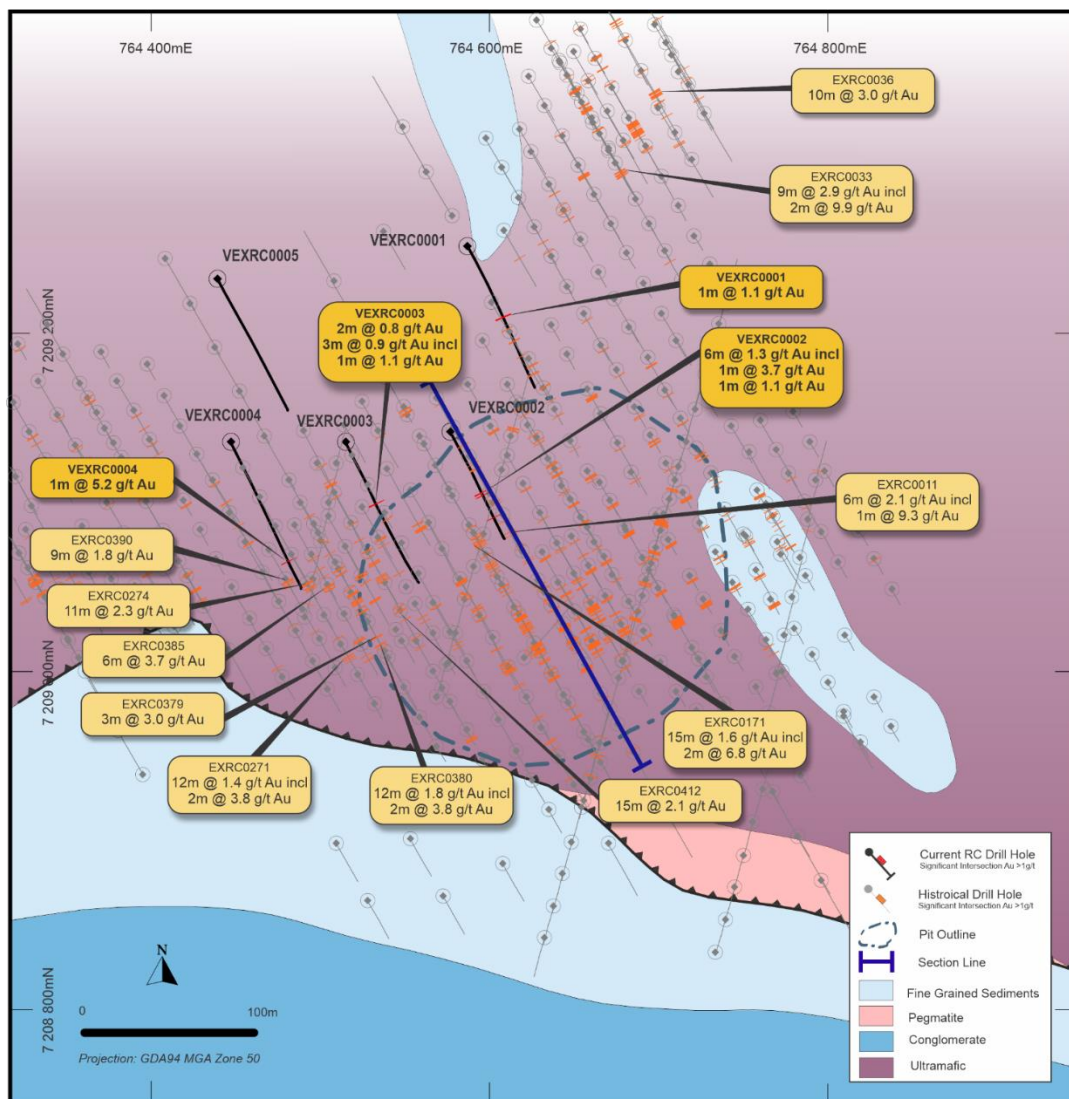 764 400mE
764 600mE
764 800mE
EXRC0036
10m @ 3.0 g/t Au
EXRC0033
9m @ 2.9 g/t Au incl
2m @ 9.9 g/t Au
VEXRC0001
VEXRC0005
VEXRC0001
1m @ 1.1 g/t Au
7 209 200mN
VEXRC0003
2m @ 0.8 g/t Au
3m @ 0.9 g/t Au incl
1m @ 1.1 g/t Au
VEXRC0002
6m @ 1.3 g/t Au incl
1m @ 3.7 g/t Au
1m @ 1.1 g/t Au
VEXRC0004
VEXRC0003
VEXRC0002
VEXRC0004
1m @ 5.2 g/t Au
EXRC0011
6m @ 2.1 g/t Au incl
1m @ 9.3 g/t Au
EXRC0390
9m @ 1.8 g/t Au
EXRC0274
11m @ 2.3 g/t Au
EXRC0385
6m @ 3.7 g/t Au
7 209 000mN
EXRC0379
3m @ 3.0 g/t Au
EXRC0171
15m @ 1.6 g/t Au incl
2m @ 6.8 g/t Au
EXRC0271
12m @ 1.4 g/t Au incl
2m @ 3.8 g/t Au
EXRC0380
12m @ 1.8 g/t Au incl
2m @ 3.8 g/t Au
EXRC0412
15m @ 2.1 g/t Au
Current RC Drill Hole
Significant Intersection Au >1g/t
Histroical Drill Hole
Significant Intersection Au >1g/t
Pit Outline
Section Line
Fine Grained Sediments
Pegmatite
Conglomerate
Ultramafic
N
0 100m
7 208 800mN
Projection: GDA94 MGA Zone 50